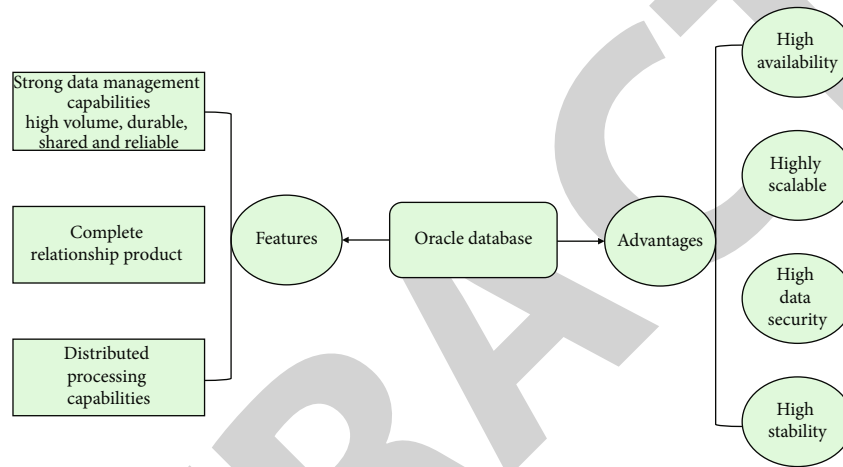 Strong data management
capabilities
high volume, durable,
shared and reliable
Complete
relationship product
Distributed
processing
capabilities
Features
Oracle database
Advantages
High
availability
Highly
scalable
High
data
security
High
stability
RACT